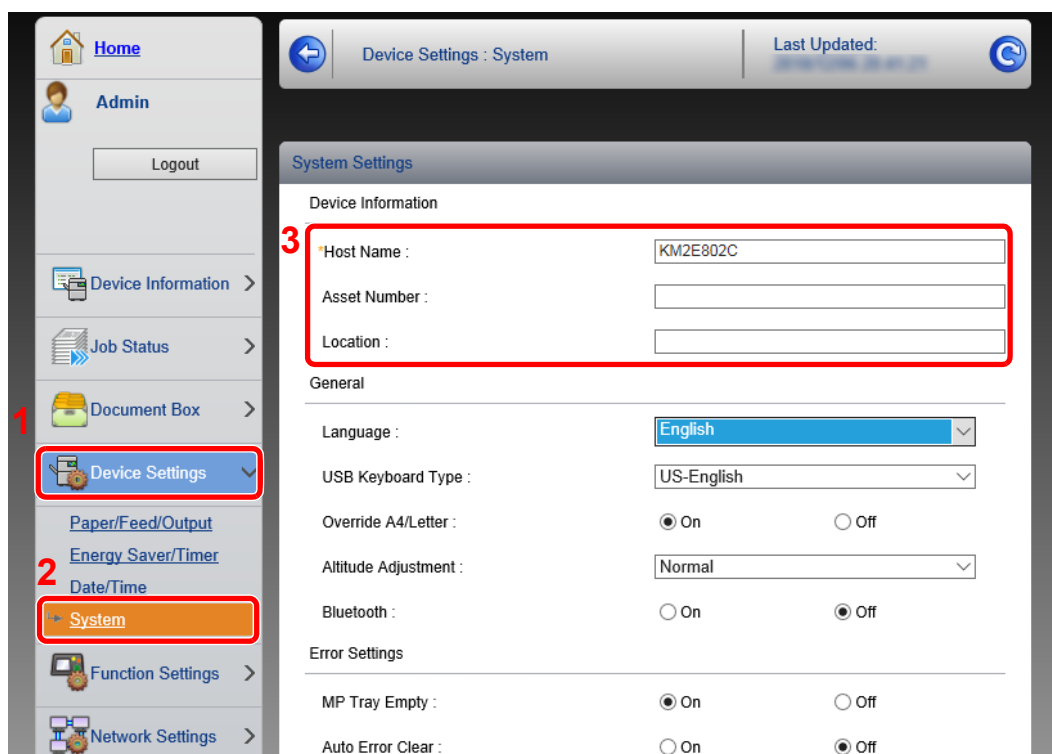 Home
Admin
Logout
Device Information
Job Status
1
Document Box
Device Settings
Paper/Feed/Output
Energy Saver/Timer
2
Date/Time
System
Function Settings
Network Settings
Device Settings : System
Last Updated:
System Settings
Device Information
3
*Host Name : KM2E802C
Asset Number :
Location :
General
Language : English
USB Keyboard Type : US-English
Override A4/Letter : On Off
Altitude Adjustment : Normal
Bluetooth : On Off
Error Settings
MP Tray Empty : On Off
Auto Error Clear : On Off